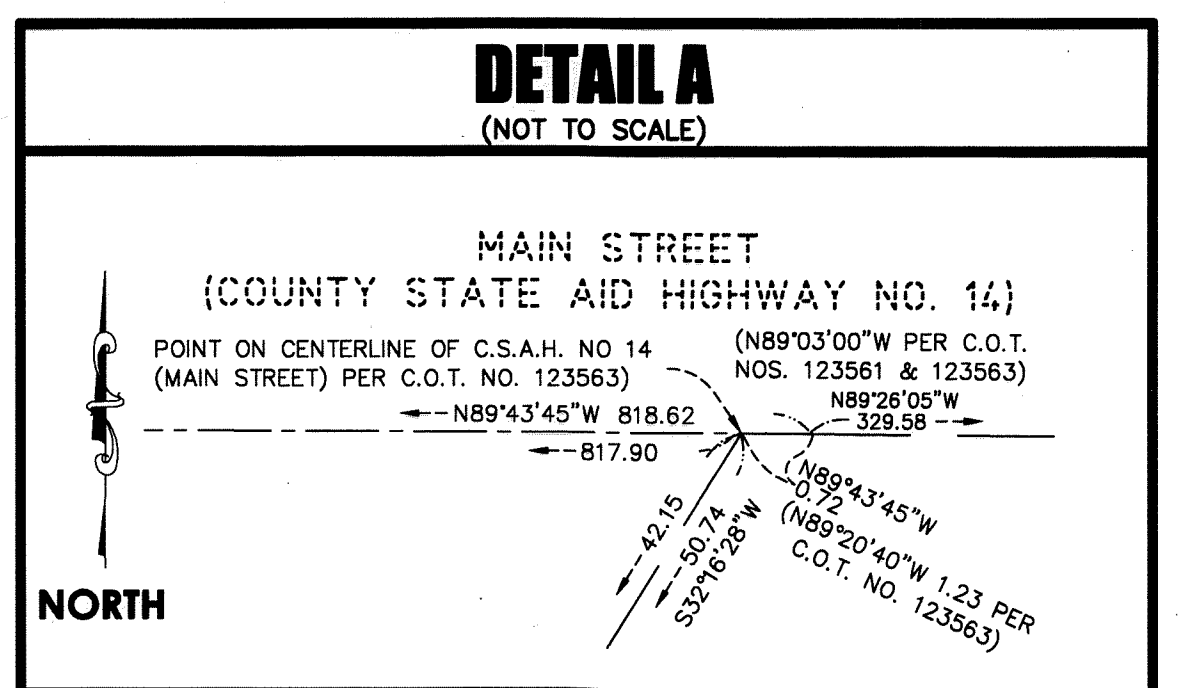 DETAIL A
(NOT TO SCALE)
MAIN STREET
(COUNTY STATE AID HIGHWAY NO. 14)
POINT ON CENTERLINE OF C.S.A.H. NO 14
(MAIN STREET) PER C.O.T. NO. 123563)
(N89°03'00"W PER C.O.T.
NOS. 123561 & 123563)
N89°26'05"W
329.58
N89°43'45"W 818.62
817.90
42.15
50.74
S32°16'28"W
N89°43'45"W
0.72
(N89°20'40"W 1.23 PER
C.O.T. NO. 123563)
NORTH